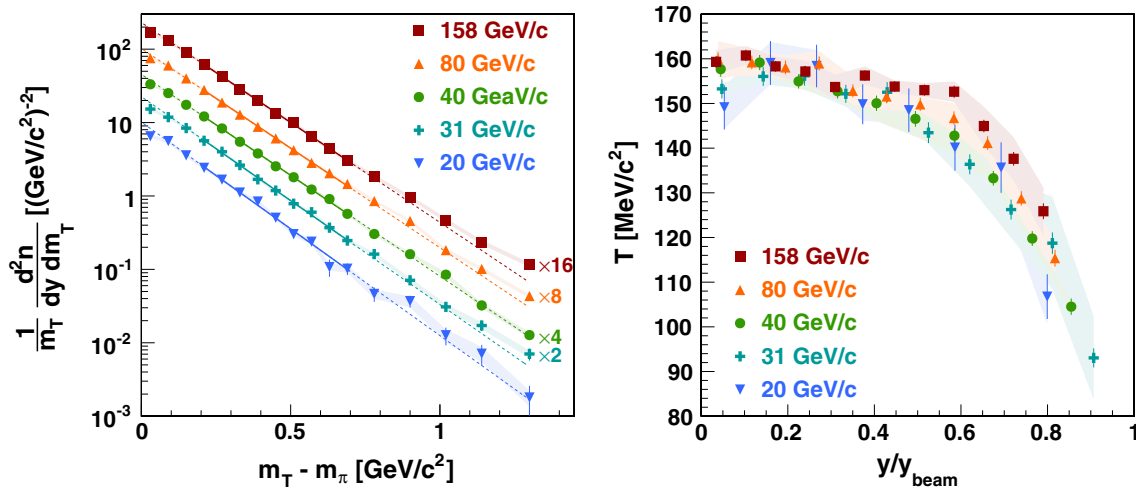 1/m_T d²n/dy dm_T [(GeV/c²)⁻²]
10²
10
1
10⁻¹
10⁻²
10⁻³
158 GeV/c
80 GeV/c
40 GeaV/c
31 GeV/c
20 GeV/c
×16
×8
×4
×2
0 0.5 1
m_T - m_π [GeV/c²]
T [MeV/c²]
170
160
150
140
130
120
110
100
90
80
158 GeV/c
80 GeV/c
40 GeV/c
31 GeV/c
20 GeV/c
0 0.2 0.4 0.6 0.8 1
y/y_beam